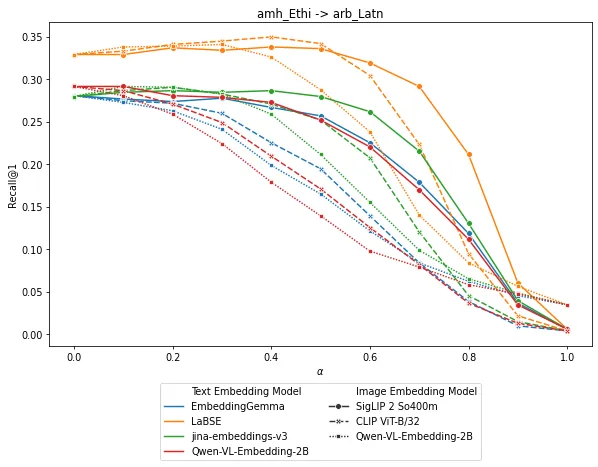 amh_Ethi -> arb_Latn
Recall@1
0.35
0.30
0.25
0.20
0.15
0.10
0.05
0.00
0.0 0.2 0.4 0.6 0.8 1.0
α
Text Embedding Model Image Embedding Model
EmbeddingGemma SigLIP 2 So400m
LaBSE CLIP ViT-B/32
jina-embeddings-v3 Qwen-VL-Embedding-2B
Qwen-VL-Embedding-2B